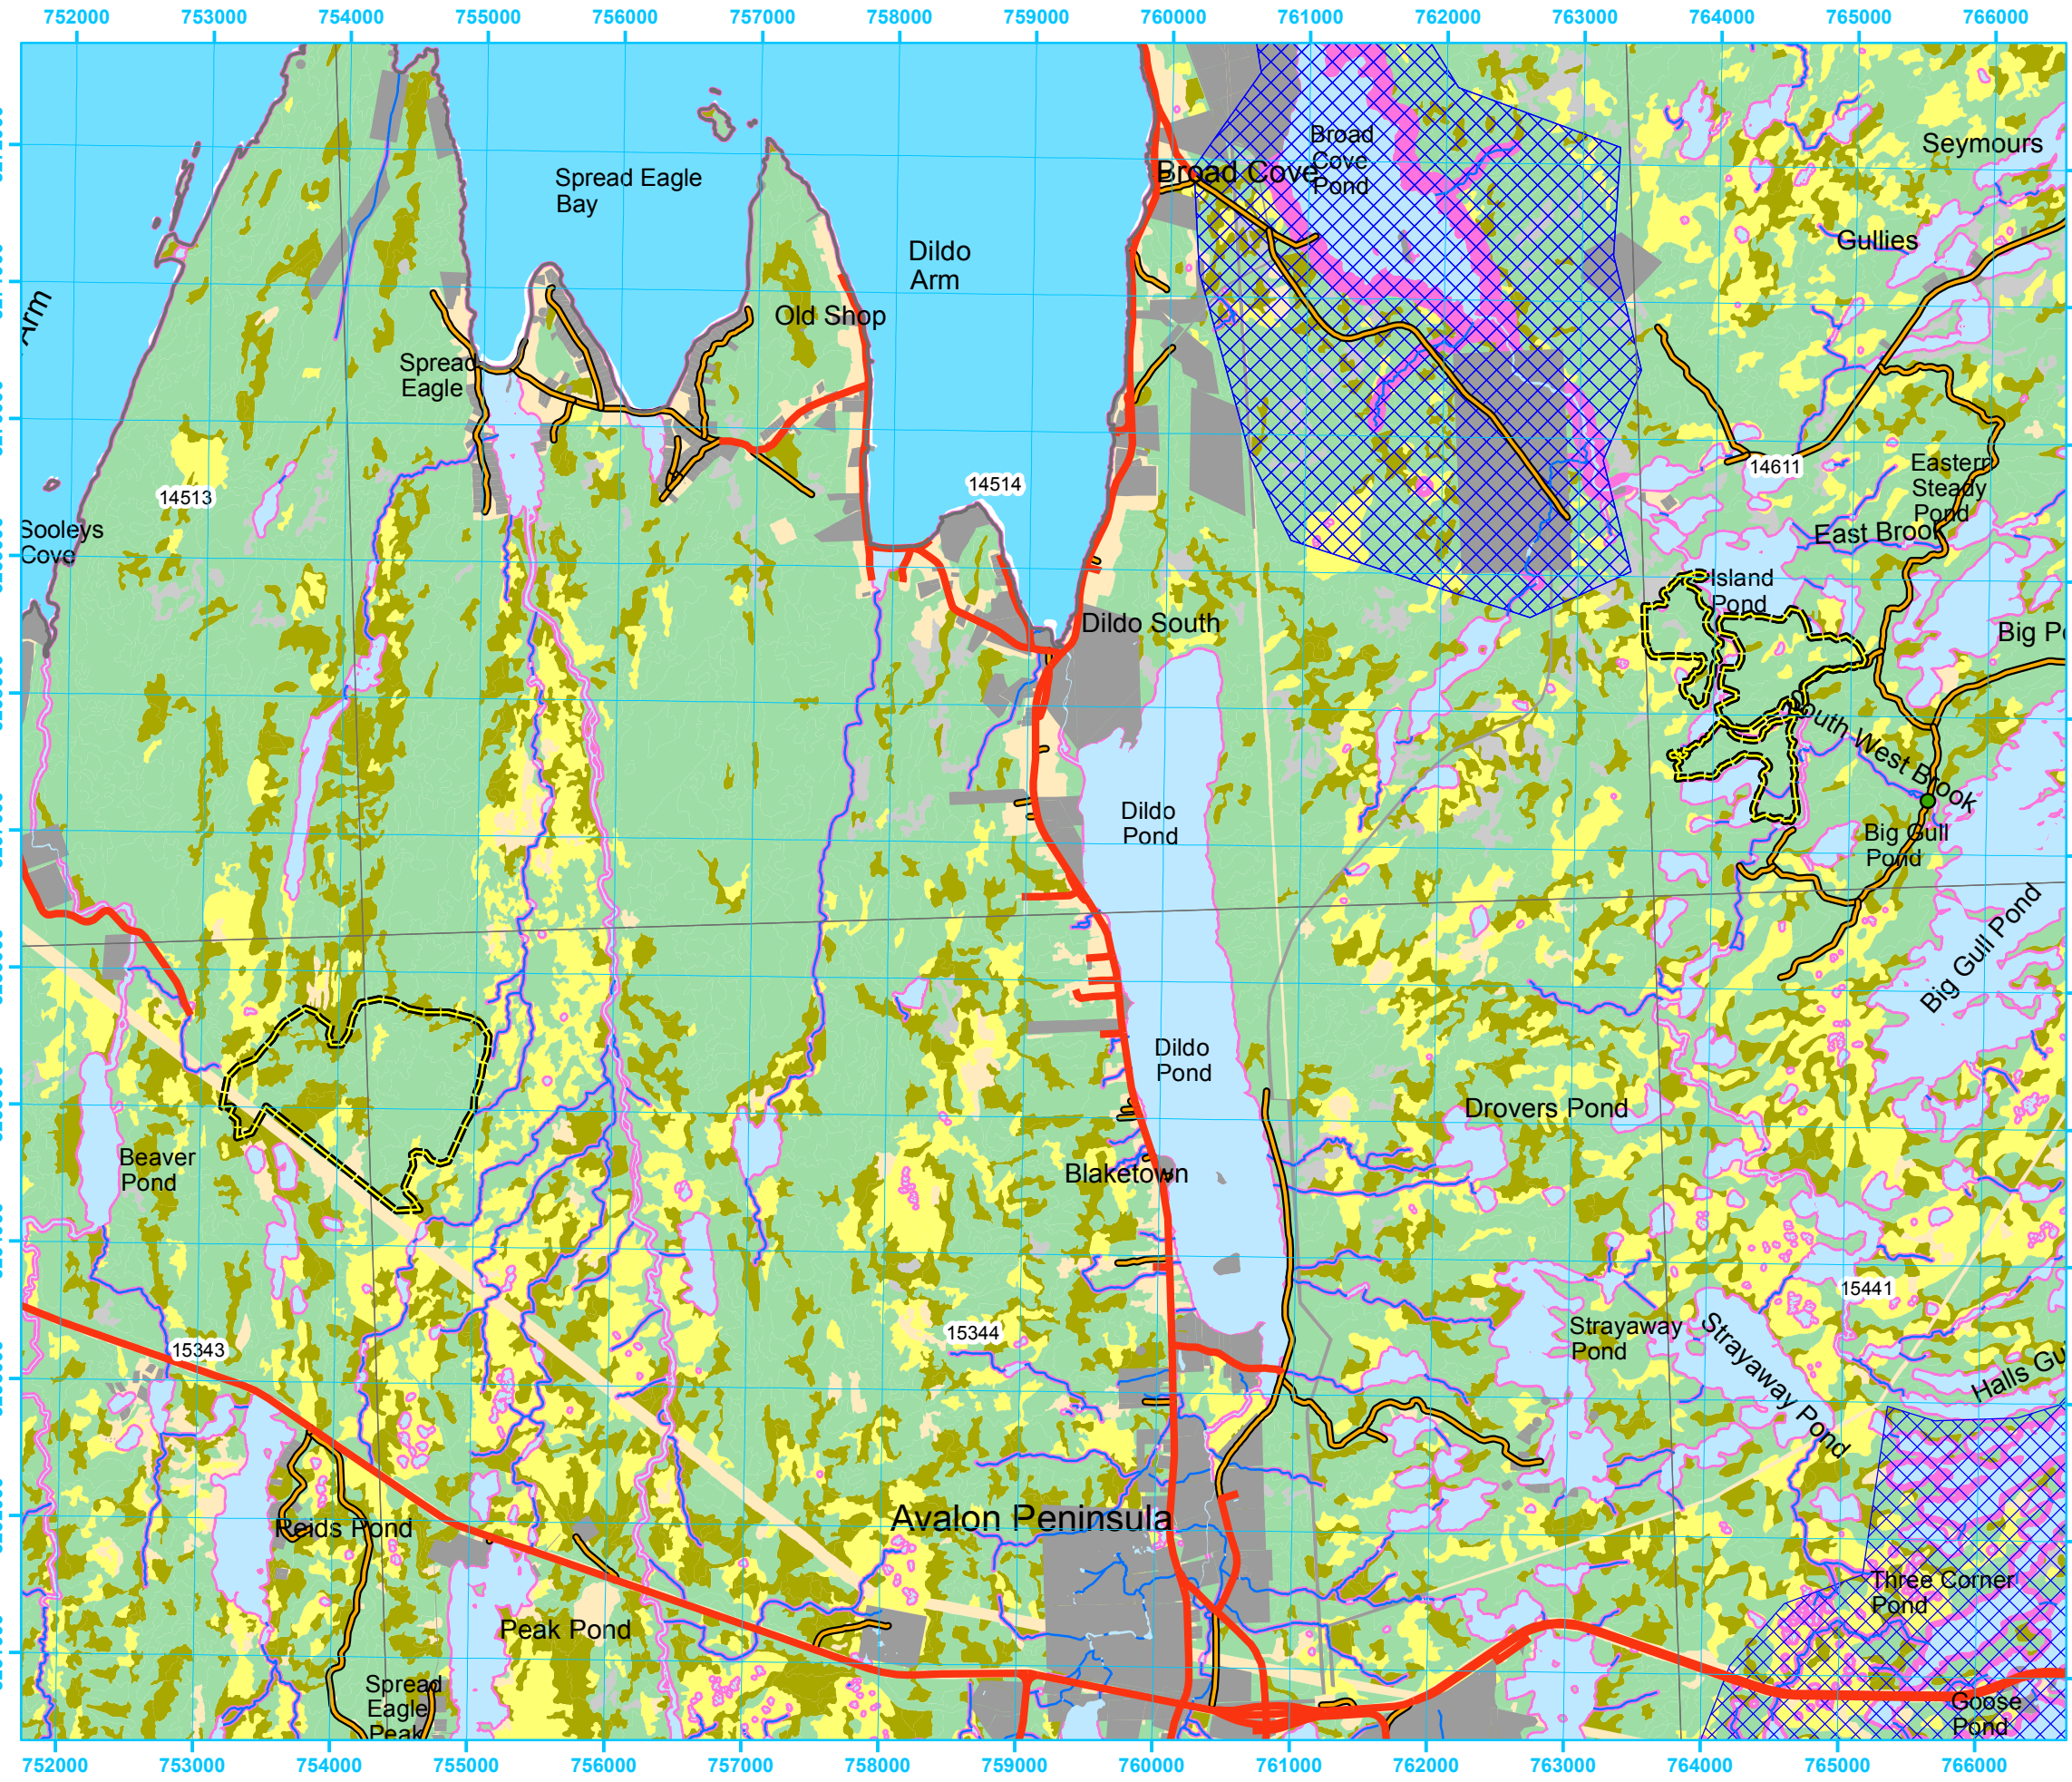 752000 753000 754000 755000 756000 757000 758000 759000 760000 761000 762000 763000 764000 765000 766000
Broad
Cove
Pond
Seymours
Broad Cove
Spread Eagle
Bay
Gullies
Dildo
Arm
Arm
Old Shop
Spread
Eagle
14513
14514
14611
Eastern
Steady
Pond
Sooleys
Cove
East Brook
Island
Pond
Dildo South
Big Po
South West Brook
Dildo
Pond
Big Gull
Pond
Big Gull Pond
Dildo
Pond
Drovers Pond
Beaver
Pond
Blaketown
15441
15343
15344
Strayaway
Pond
Strayaway Pond
Halls Gu
Avalon Peninsula
Reids Pond
Three Corner
Pond
Peak Pond
Spread
Eagle
Peak
Goose
Pond
752000 753000 754000 755000 756000 757000 758000 759000 760000 761000 762000 763000 764000 765000 766000